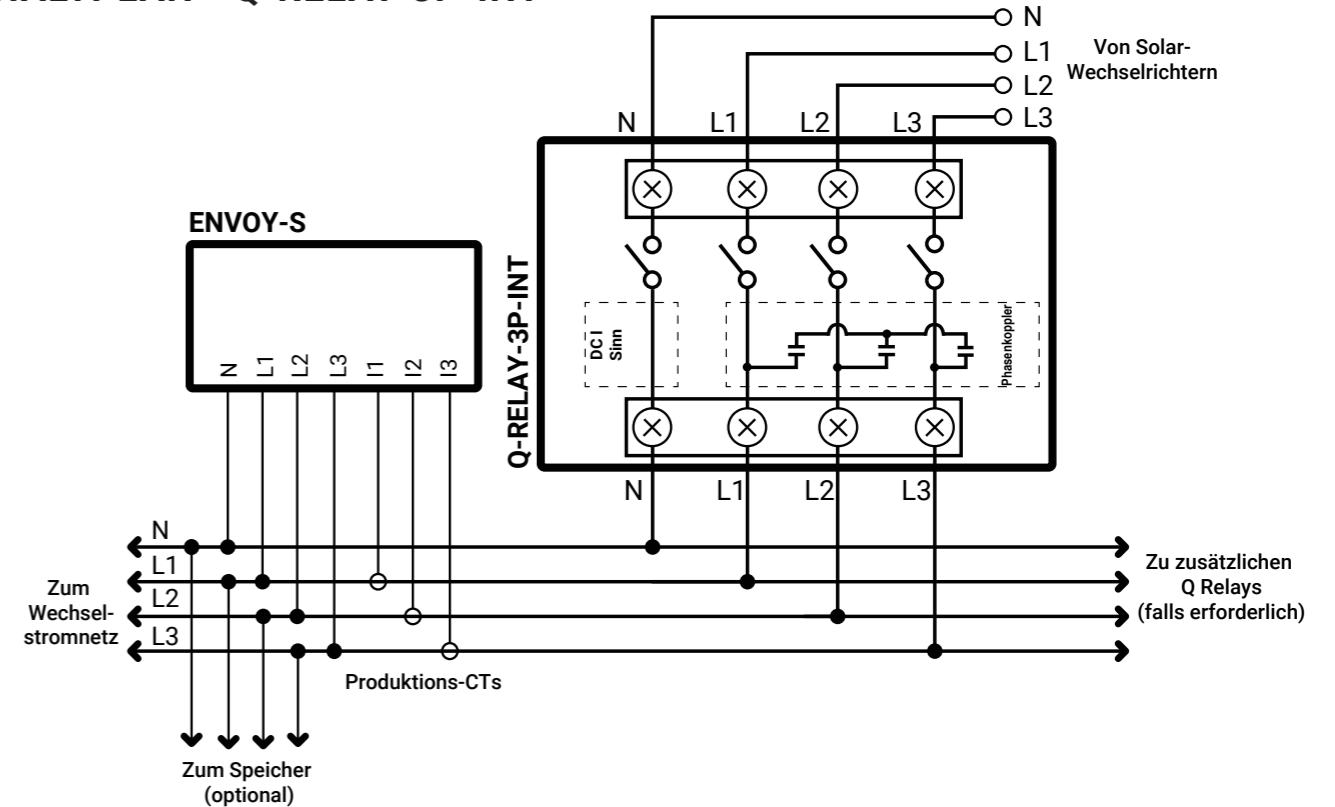 N
L1
L2
L3
Von Solar-
Wechselrichtern
N L1 L2 L3
ENVOY-S
N L1 L2 L3 I1 I2 I3
Q-RELAY-3P-INT
DC I
Sinn
Phasenkoppler
N L1 L2 L3
N
L1
L2
L3
Zum
Wechsel-
stromnetz
Zu zusätzlichen
Q Relays
(falls erforderlich)
Produktions-CTs
Zum Speicher
(optional)